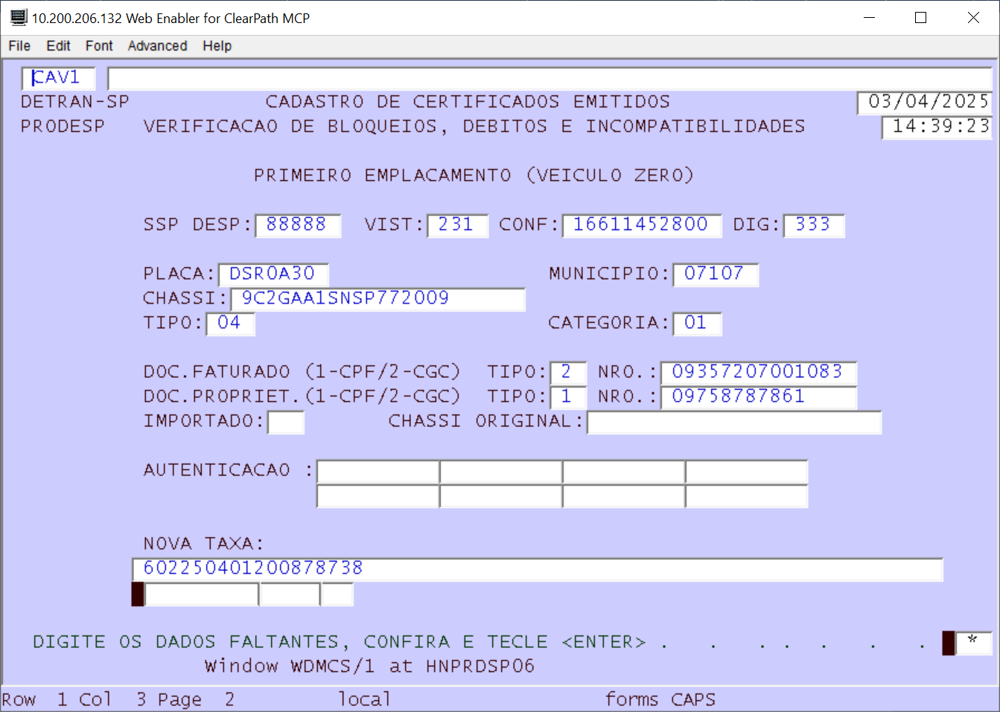 10.200.206.132 Web Enabler for ClearPath MCP
File Edit Font Advanced Help
CAV1
DETRAN-SP CADASTRO DE CERTIFICADOS EMITIDOS 03/04/2025
PRODESP VERIFICACAO DE BLOQUEIOS, DEBITOS E INCOMPATIBILIDADES 14:39:23
PRIMEIRO EMPLACAMENTO (VEICULO ZERO)
SSP DESP: 88888 VIST: 231 CONF: 16611452800 DIG: 333
PLACA: DSR0A30 MUNICIPIO: 07107
CHASSI: 9C2GAA1SNSP772009
TIPO: 04 CATEGORIA: 01
DOC.FATURADO (1-CPF/2-CGC) TIPO: 2 NRO.: 09357207001083
DOC.PROPRIET.(1-CPF/2-CGC) TIPO: 1 NRO.: 09758787861
IMPORTADO: CHASSI ORIGINAL:
AUTENTICACAO :
NOVA TAXA:
602250401200878738
DIGITE OS DADOS FALTANTES, CONFIRA E TECLE <ENTER> . . . . . . . *
Window WDMCS/1 at HNPRDSP06
Row 1 Col 3 Page 2 local forms CAPS